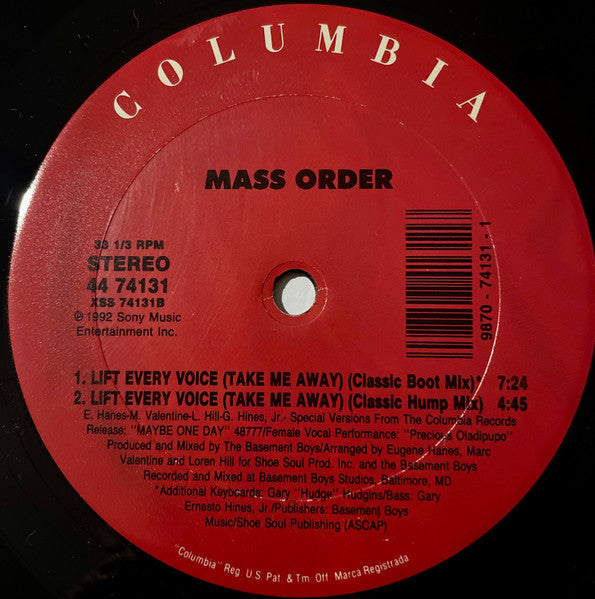 COLUMBIA
MASS ORDER
33 1/3 RPM
STEREO
44 74131
XSS 74131B
℗1992 Sony Music
Entertainment Inc.
9870 - 74131 - 1
1. LIFT EVERY VOICE (TAKE ME AWAY) (Classic Boot Mix)* 7:24
2. LIFT EVERY VOICE (TAKE ME AWAY) (Classic Hump Mix) 4:45
E. Hanes-M. Valentine-L. Hill-G. Hines, Jr.- Special Versions From The Columbia Records
Release: "MAYBE ONE DAY" 48777/Female Vocal Performance: "Precious Oladipupo"
Produced and Mixed by The Basement Boys/Arranged by Eugene Hanes, Marc
Valentine and Loren Hill for Shoe Soul Prod. Inc. and the Basement Boys
Recorded and Mixed at Basement Boys Studios, Baltimore, MD
*Additional Keyboards: Gary "Hudge" Hudgins/Bass: Gary
Ernesto Hines, Jr./Publishers: Basement Boys
Music/Shoe Soul Publishing (ASCAP)
"Columbia" Reg. U.S. Pat. & Tm. Off. Marca Registrada